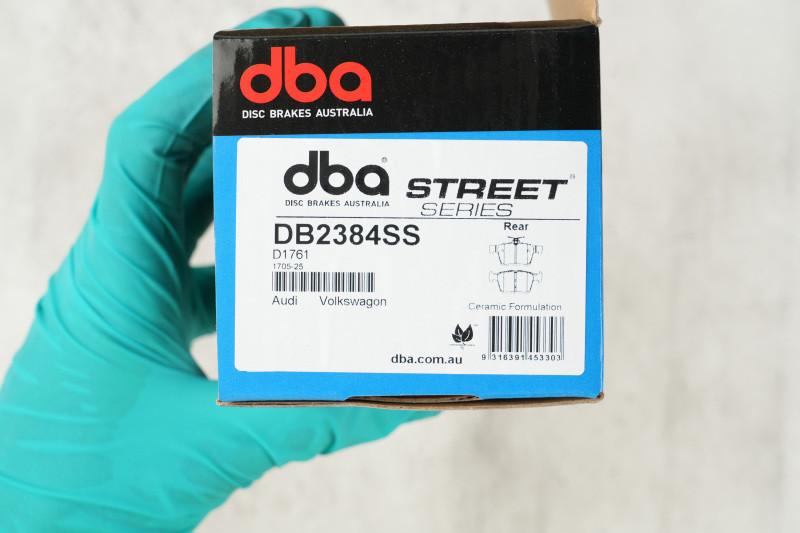 dba
DISC BRAKES AUSTRALIA
dba®
DISC BRAKES AUSTRALIA
STREET
SERIES
DB2384SS
D1761
1705-25
Audi Volkswagon
Rear
Ceramic Formulation
dba.com.au
9 316391 453303